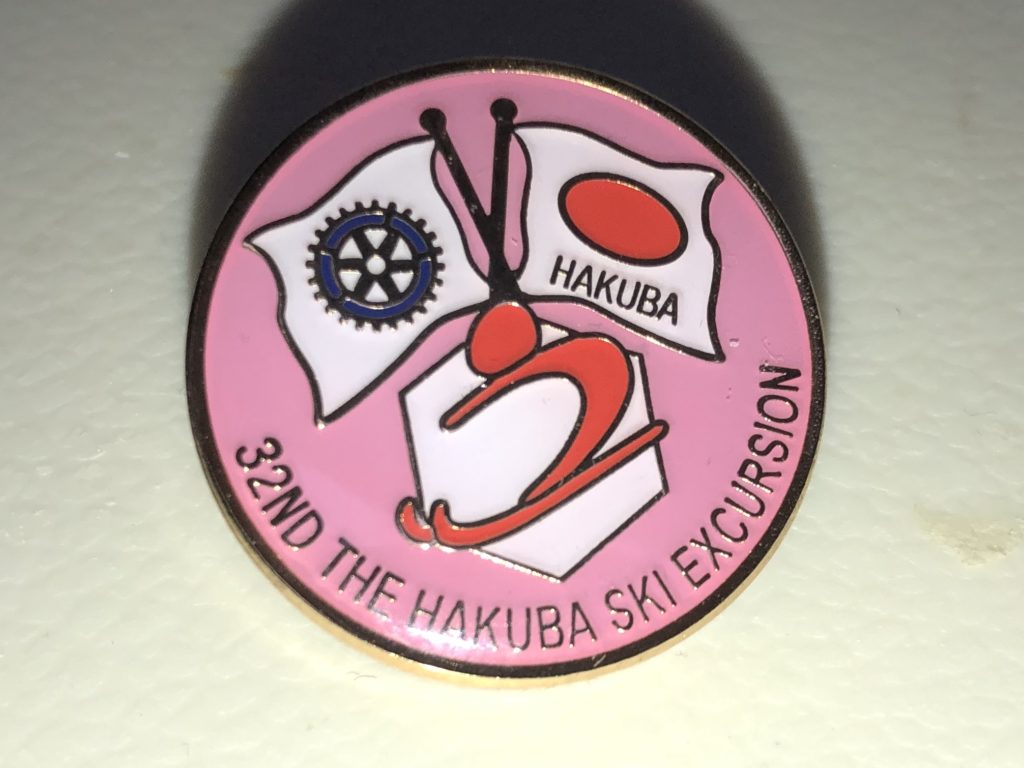 HAKUBA
32ND THE HAKUBA SKI EXCURSION